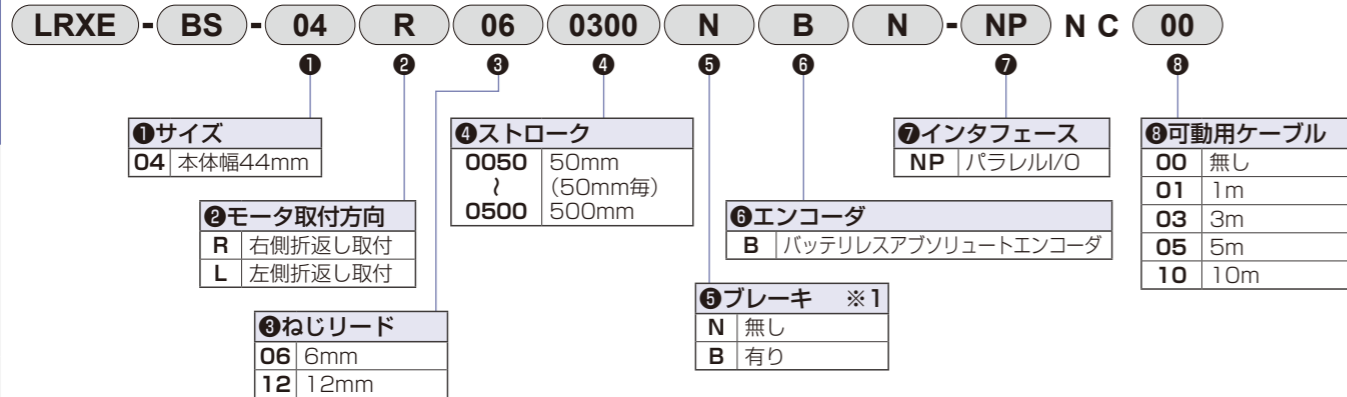 LRXE - BS - 04 R 06 0300 N B N - NP N C 00
❶ ❷ ❸ ❹ ❺ ❻ ❼ ❽
❶サイズ
04 本体幅44mm
❷モータ取付方向
R 右側折返し取付
L 左側折返し取付
❸ねじリード
06 6mm
12 12mm
❹ストローク
0050 50mm
～ （50mm毎）
0500 500mm
❺ブレーキ ※1
N 無し
B 有り
❻エンコーダ
B バッテリレスアブソリュートエンコーダ
❼インタフェース
NP パラレルI/O
❽可動用ケーブル
00 無し
01 1m
03 3m
05 5m
10 10m